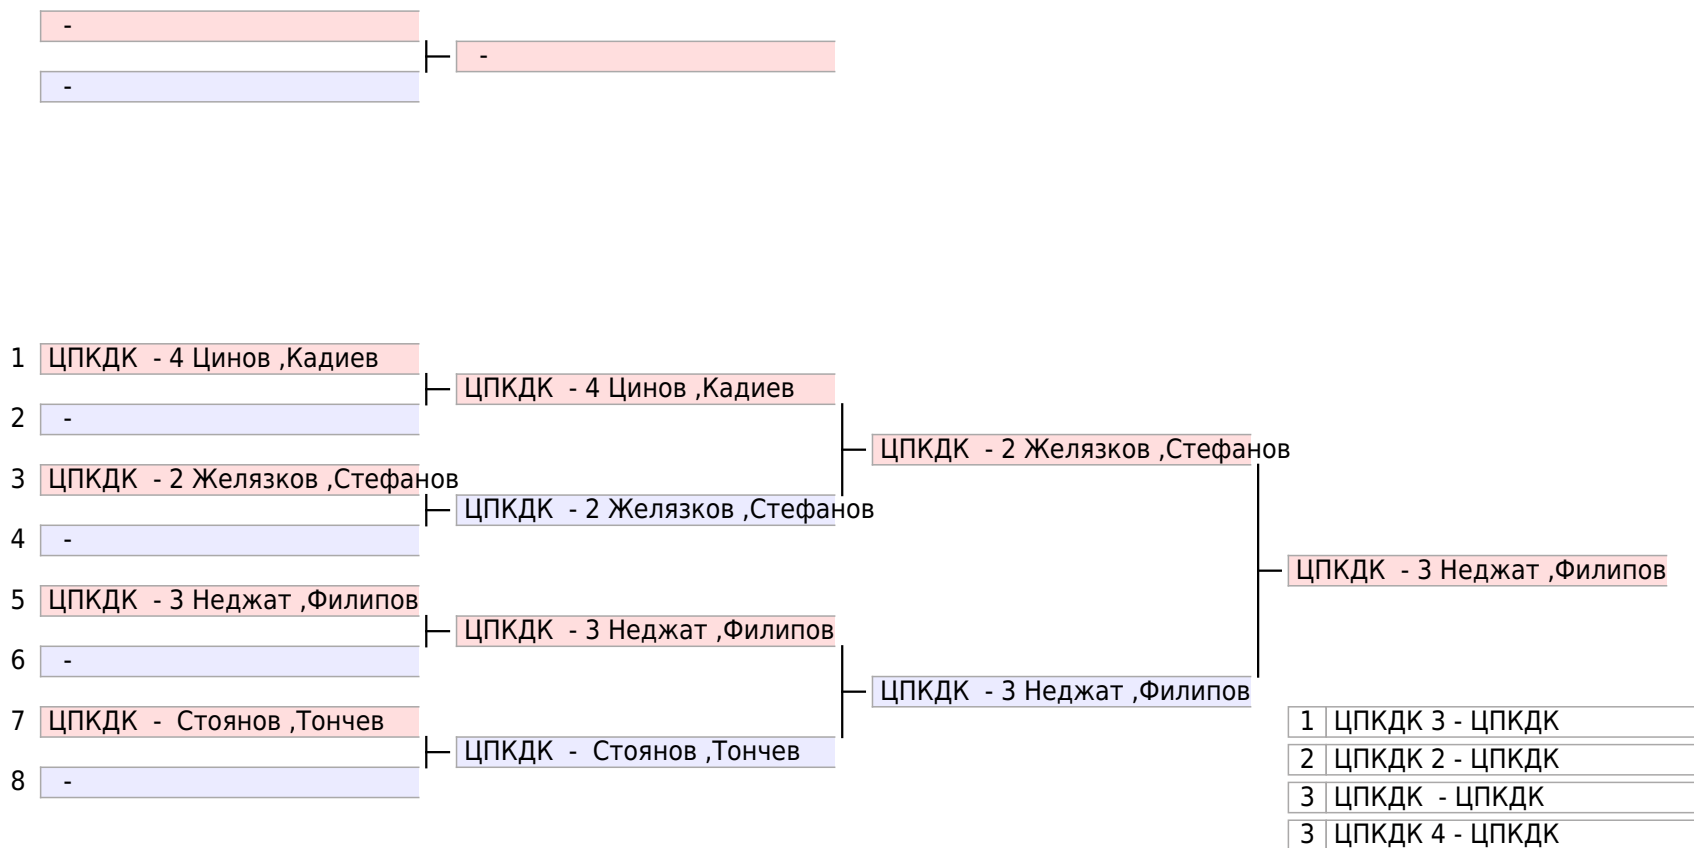 -
-
-
1 ЦПКДК - 4 Цинов ,Кадиев
ЦПКДК - 4 Цинов ,Кадиев
2 -
ЦПКДК - 2 Желязков ,Стефанов
3 ЦПКДК - 2 Желязков ,Стефанов
ЦПКДК - 2 Желязков ,Стефанов
4 -
ЦПКДК - 3 Неджат ,Филипов
5 ЦПКДК - 3 Неджат ,Филипов
ЦПКДК - 3 Неджат ,Филипов
6 -
ЦПКДК - 3 Неджат ,Филипов
7 ЦПКДК - Стоянов ,Тончев
ЦПКДК - Стоянов ,Тончев
8 -
1 ЦПКДК 3 - ЦПКДК
2 ЦПКДК 2 - ЦПКДК
3 ЦПКДК - ЦПКДК
3 ЦПКДК 4 - ЦПКДК